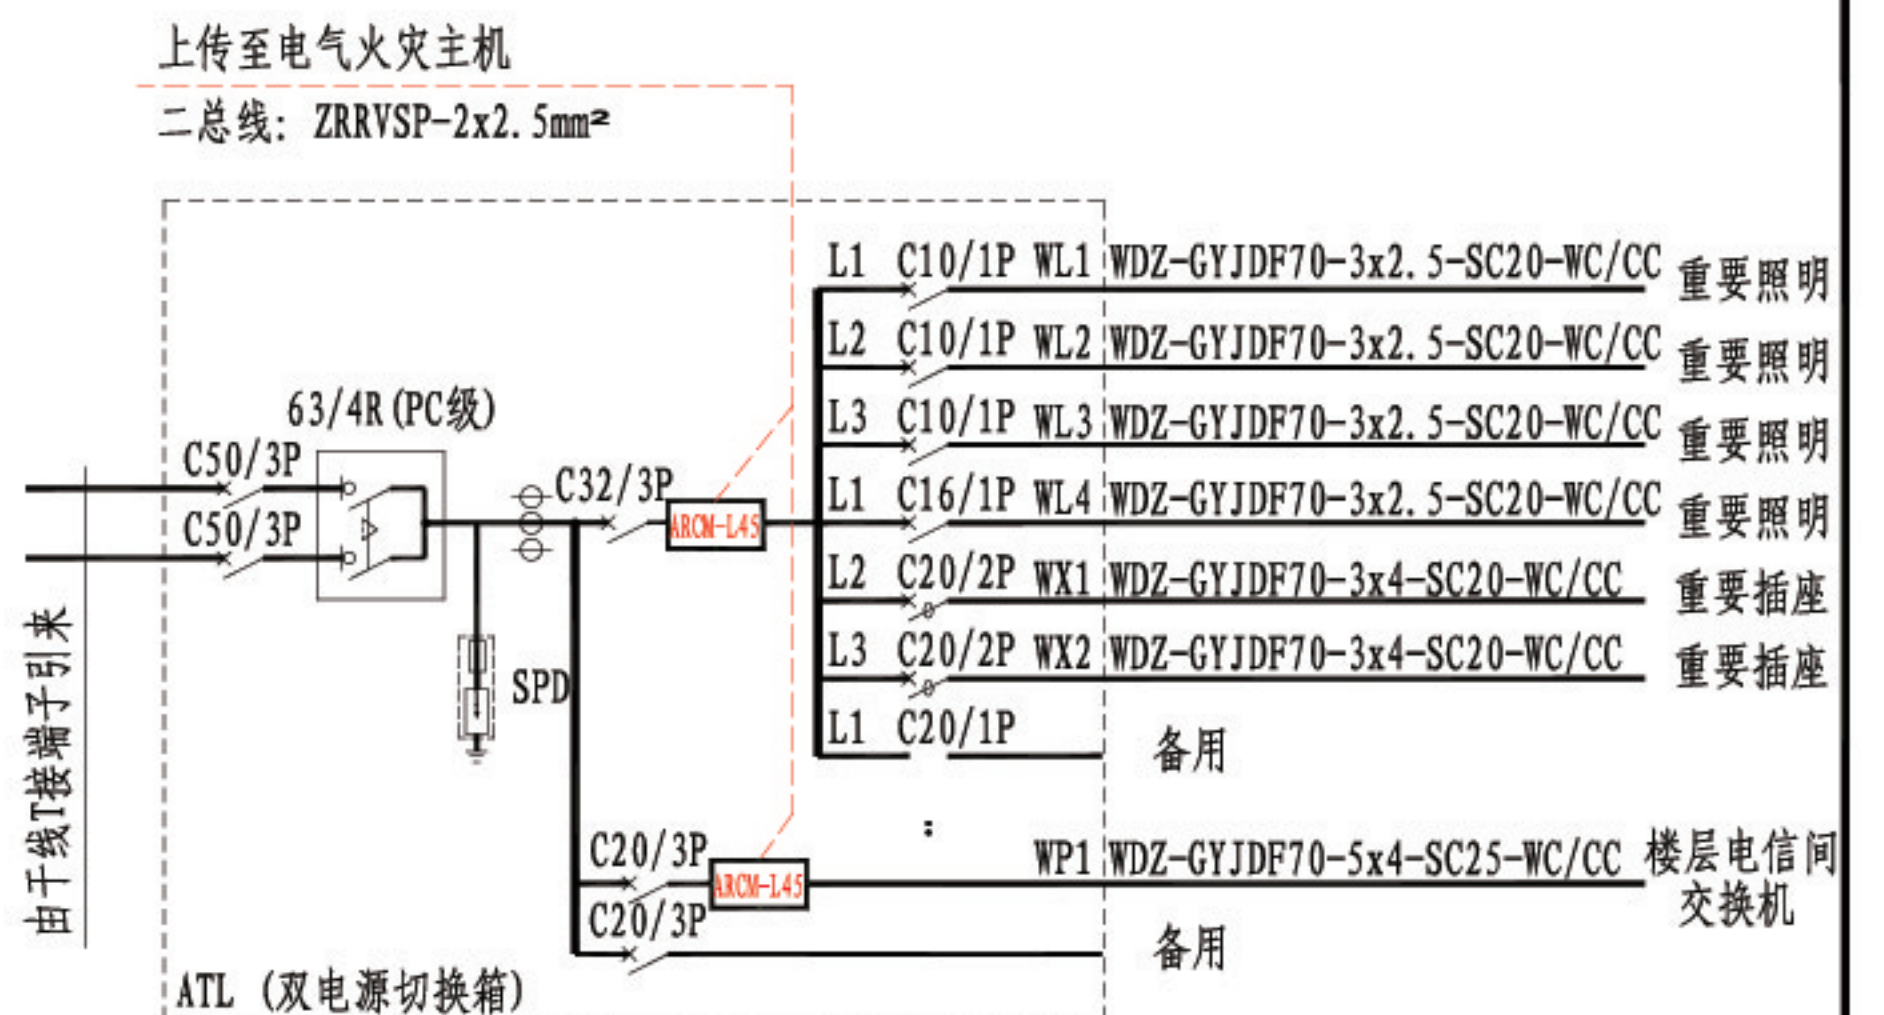 上传至电气火灾主机
二总线: ZRRVSP-2x2.5mm²
L1 C10/1P WL1 WDZ-GYJDF70-3x2.5-SC20-WC/CC 重要照明
L2 C10/1P WL2 WDZ-GYJDF70-3x2.5-SC20-WC/CC 重要照明
63/4R(PC级)
L3 C10/1P WL3 WDZ-GYJDF70-3x2.5-SC20-WC/CC 重要照明
C50/3P
C32/3P
ARCM-L45
L1 C16/1P WL4 WDZ-GYJDF70-3x2.5-SC20-WC/CC 重要照明
C50/3P
L2 C20/2P WX1 WDZ-GYJDF70-3x4-SC20-WC/CC 重要插座
L3 C20/2P WX2 WDZ-GYJDF70-3x4-SC20-WC/CC 重要插座
SPD
L1 C20/1P 备用
由干线T接端子引来
:
C20/3P ARCM-L45 WP1 WDZ-GYJDF70-5x4-SC25-WC/CC 楼层电信间
交换机
C20/3P 备用
ATL (双电源切换箱)